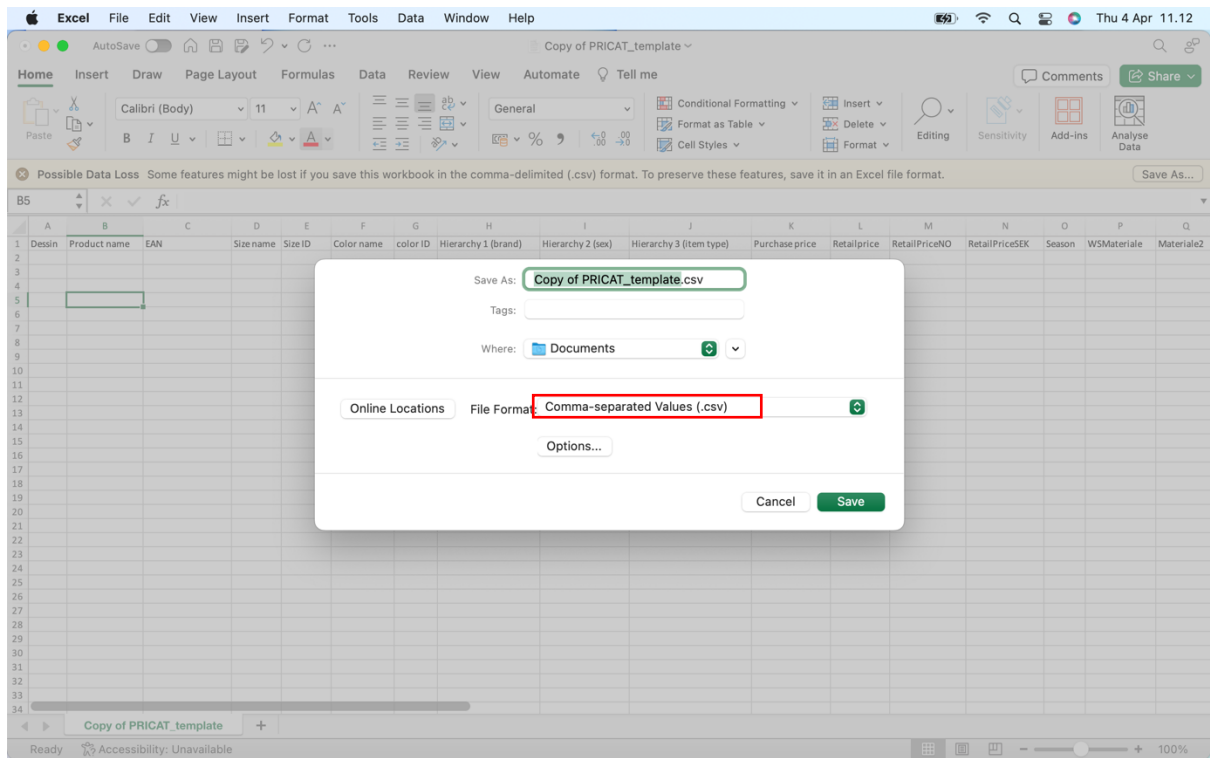 Excel File Edit View Insert Format Tools Data Window Help Thu 4 Apr 11.12
AutoSave Copy of PRICAT_template
Home Insert Draw Page Layout Formulas Data Review View Automate Tell me Comments Share
Paste Calibri (Body) 11 A^ A˅ ab General Conditional Formatting Insert
Format as Table Delete
B I U A % 9 .00 Cell Styles Format
Editing Sensitivity Add-ins Analyse Data
Possible Data Loss Some features might be lost if you save this workbook in the comma-delimited (.csv) format. To preserve these features, save it in an Excel file format. Save As...
B5 fx
A B C D E F G H I J K L M N O P Q
1 Dessin Product name EAN Size name Size ID Color name color ID Hierarchy 1 (brand) Hierarchy 2 (sex) Hierarchy 3 (item type) Purchase price Retailprice RetailPriceNO RetailPriceSEK Season WSMateriale Materiale2
2
3
4
5
6
7
8
9
10
11
12
13
14
15
16
17
18
19
20
21
22
23
24
25
26
27
28
29
30
31
32
33
34
Save As: Copy of PRICAT_template.csv
Tags:
Where: Documents
Online Locations File Format: Comma-separated Values (.csv)
Options...
Cancel Save
Copy of PRICAT_template +
Ready Accessibility: Unavailable - + 100%